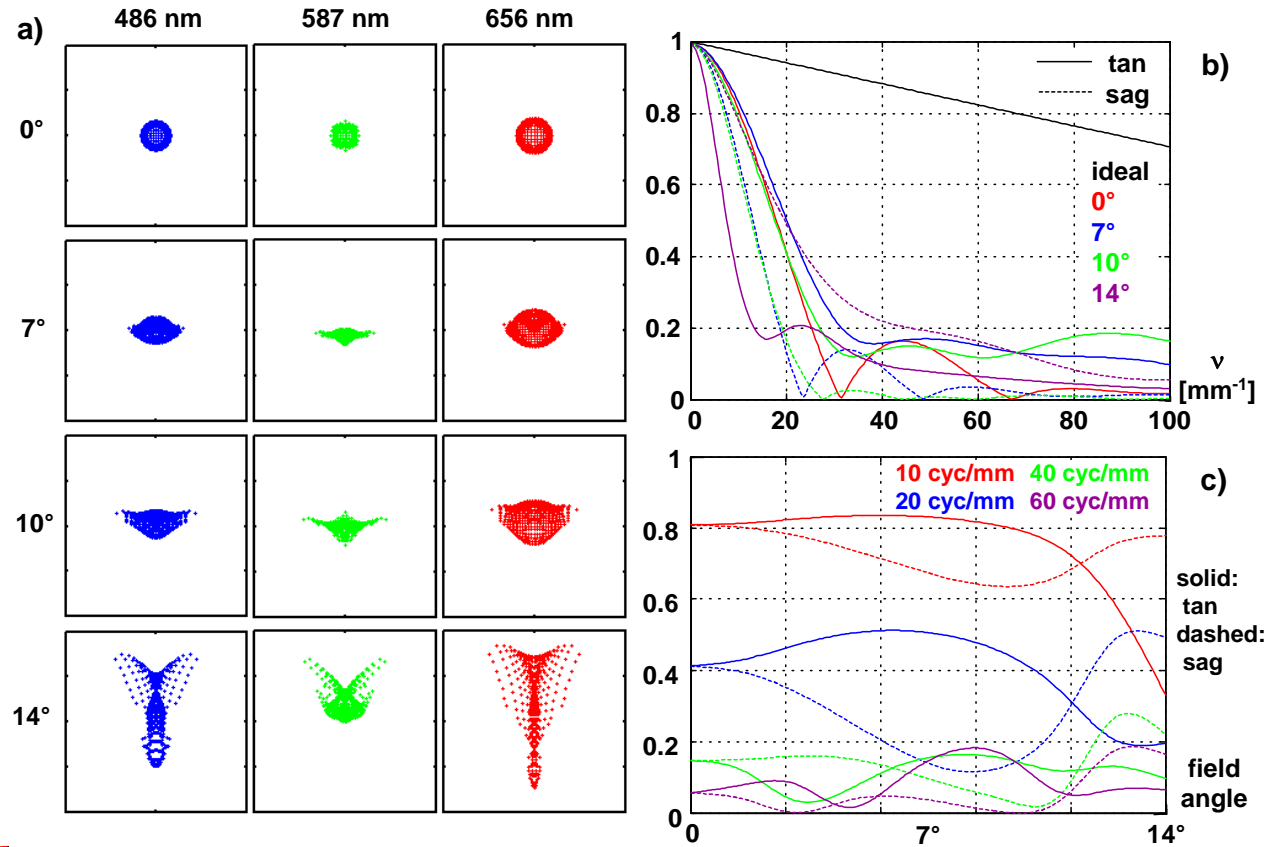 a)
486 nm 587 nm 656 nm
0°
7°
10°
14°
b)
1
0.8
0.6
0.4
0.2
0
0 20 40 60 80 100
tan
sag
ideal
0°
7°
10°
14°
ν
[mm-1]
c)
1
0.8
0.6
0.4
0.2
0
0 7° 14°
10 cyc/mm 40 cyc/mm
20 cyc/mm 60 cyc/mm
solid:
tan
dashed:
sag
field
angle